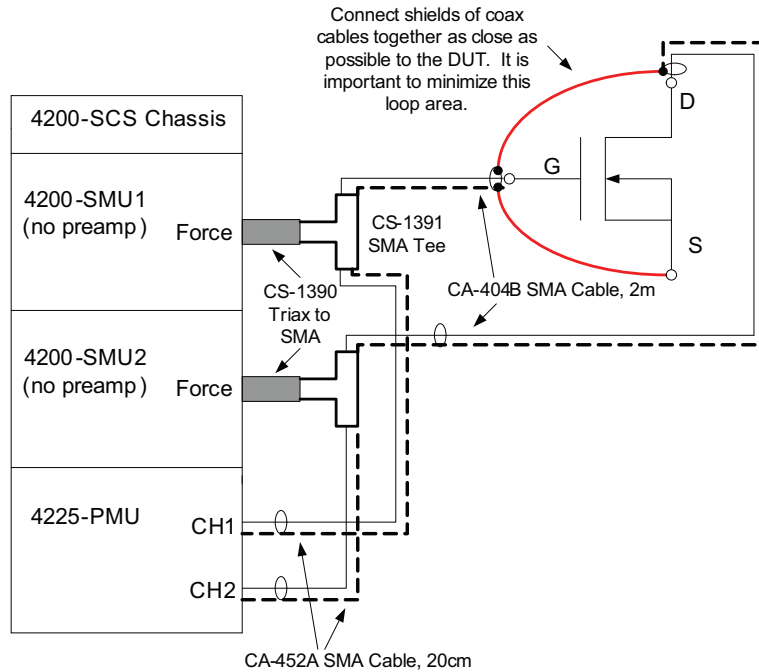 Connect shields of coax
cables together as close as
possible to the DUT. It is
important to minimize this
loop area.
4200-SCS Chassis
4200-SMU1
(no preamp)
Force
CS-1391
SMA Tee
G
D
S
CS-1390
Triax to
SMA
CA-404B SMA Cable, 2m
4200-SMU2
(no preamp)
Force
4225-PMU
CH1
CH2
CA-452A SMA Cable, 20cm